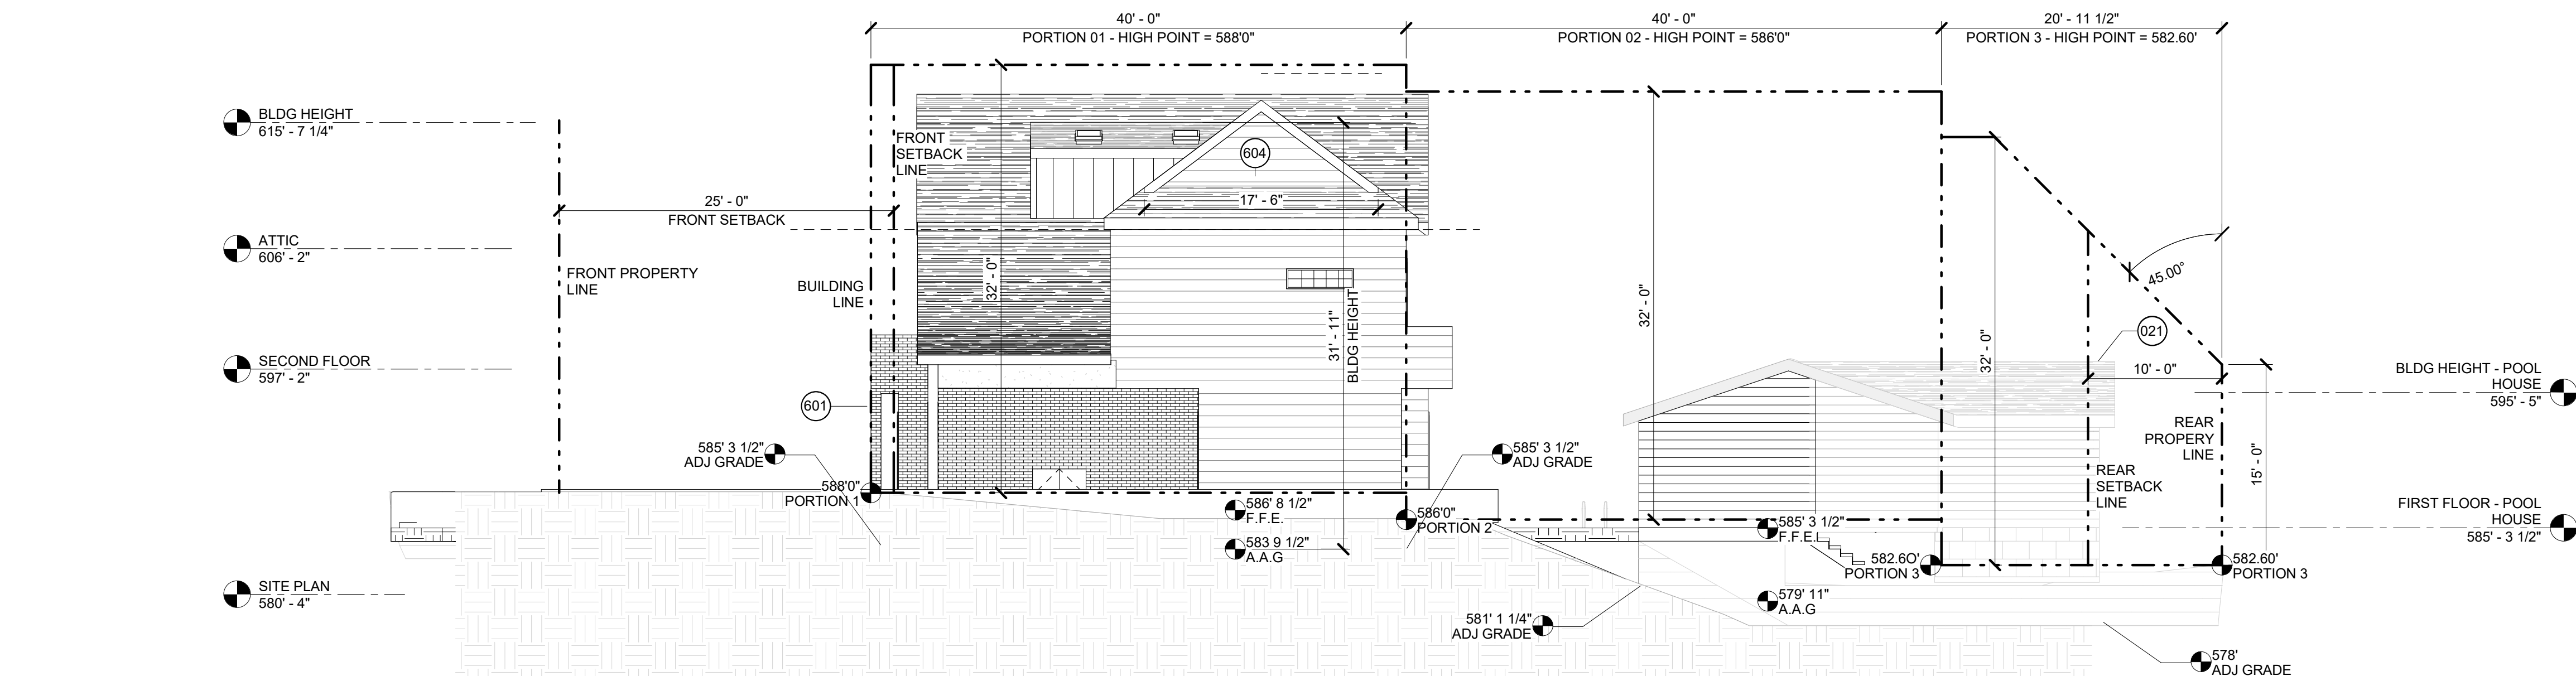 40' - 0"
PORTION 01 - HIGH POINT = 588'0"
40' - 0"
PORTION 02 - HIGH POINT = 586'0"
20' - 11 1/2"
PORTION 3 - HIGH POINT = 582.60'
BLDG HEIGHT
615' - 7 1/4"
ATTIC
606' - 2"
SECOND FLOOR
597' - 2"
SITE PLAN
580' - 4"
25' - 0"
FRONT SETBACK
FRONT PROPERTY
LINE
BUILDING
LINE
FRONT
SETBACK
LINE
604
17' - 6"
32' - 0"
31' - 11"
BLDG HEIGHT
601
585' 3 1/2"
ADJ GRADE
588'0"
PORTION 1
586' 8 1/2"
F.F.E.
583 9 1/2"
A.A.G
585' 3 1/2"
ADJ GRADE
586'0"
PORTION 2
32' - 0"
32' - 0"
45.00°
021
10' - 0"
REAR
PROPERY
LINE
REAR
SETBACK
LINE
15' - 0"
585' 3 1/2"
F.F.E.
582.6O'
PORTION 3
582.60'
PORTION 3
579' 11"
A.A.G
581' 1 1/4"
ADJ GRADE
578'
ADJ GRADE
BLDG HEIGHT - POOL
HOUSE
595' - 5"
FIRST FLOOR - POOL
HOUSE
585' - 3 1/2"